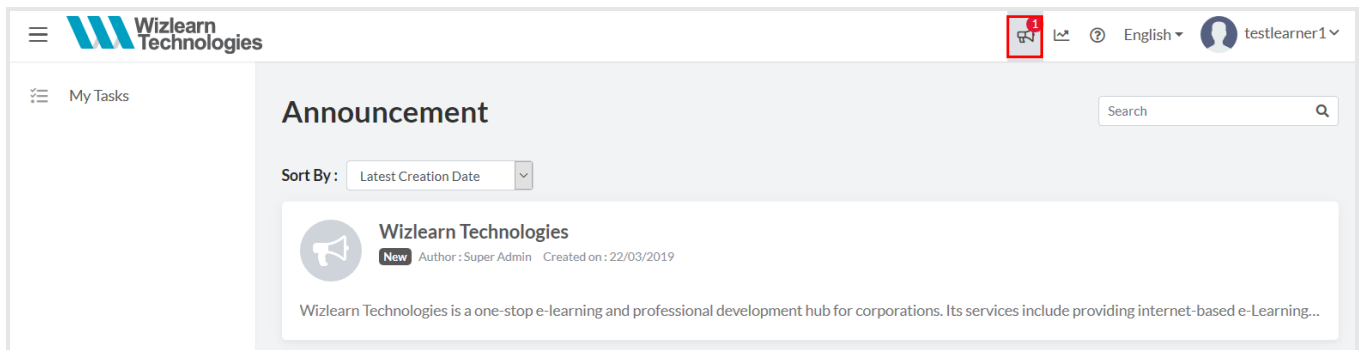 Wizlearn
Technologies
1
English
testlearner1
My Tasks
Announcement
Search
Sort By :
Latest Creation Date
Wizlearn Technologies
New Author : Super Admin Created on : 22/03/2019
Wizlearn Technologies is a one-stop e-learning and professional development hub for corporations. Its services include providing internet-based e-Learning...